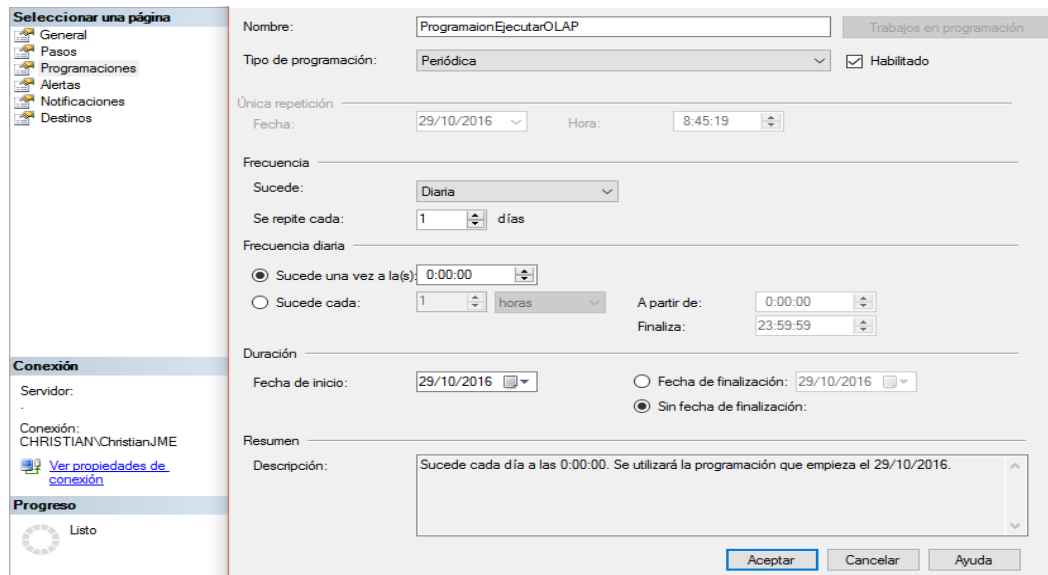 Seleccionar una página
General
Pasos
Programaciones
Alertas
Notificaciones
Destinos
Conexión
Servidor:
.
Conexión:
CHRISTIAN\ChristianJME
Ver propiedades de
conexión
Progreso
Listo
Nombre: ProgramaionEjecutarOLAP Trabajos en programación
Tipo de programación: Periódica Habilitado
Única repetición
Fecha: 29/10/2016 Hora: 8:45:19
Frecuencia
Sucede: Diaria
Se repite cada: 1 días
Frecuencia diaria
Sucede una vez a la(s): 0:00:00
Sucede cada: 1 horas A partir de: 0:00:00
Finaliza: 23:59:59
Duración
Fecha de inicio: 29/10/2016 Fecha de finalización: 29/10/2016
Sin fecha de finalización:
Resumen
Descripción: Sucede cada día a las 0:00:00. Se utilizará la programación que empieza el 29/10/2016.
Aceptar Cancelar Ayuda